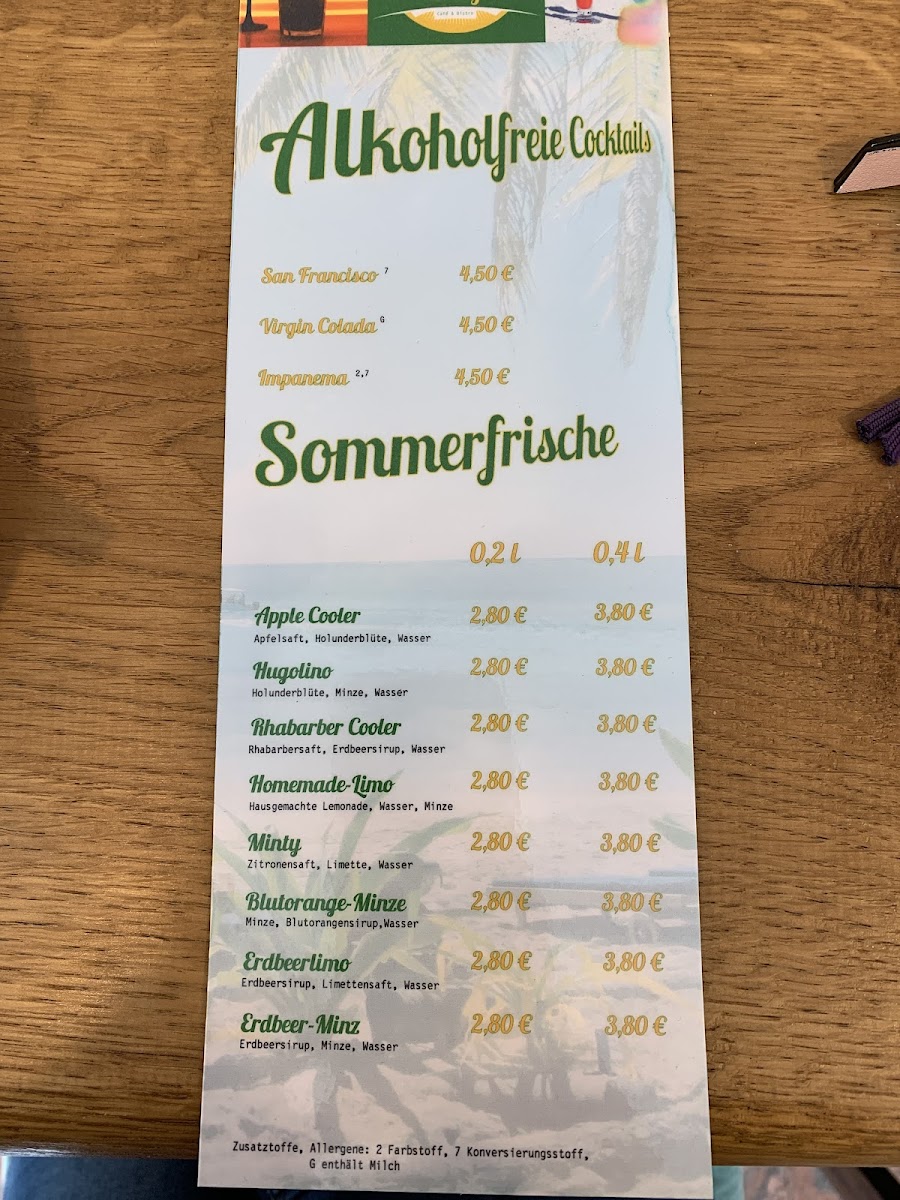 Alkoholfreie Cocktails
San Francisco 7 4,50 €
Virgin Colada G 4,50 €
Impanema 2,7 4,50 €
Sommerfrische
0,2 l 0,4 l
Apple Cooler 2,80 € 3,80 €
Apfelsaft, Holunderblüte, Wasser
Hugolino 2,80 € 3,80 €
Holunderblüte, Minze, Wasser
Rhabarber Cooler 2,80 € 3,80 €
Rhabarbersaft, Erdbeersirup, Wasser
Homemade-Limo 2,80 € 3,80 €
Hausgemachte Lemonade, Wasser, Minze
Minty 2,80 € 3,80 €
Zitronensaft, Limette, Wasser
Blutorange-Minze 2,80 € 3,80 €
Minze, Blutorangensirup,Wasser
Erdbeerlimo 2,80 € 3,80 €
Erdbeersirup, Limettensaft, Wasser
Erdbeer-Minz 2,80 € 3,80 €
Erdbeersirup, Minze, Wasser
Zusatztoffe, Allergene: 2 Farbstoff, 7 Konversierungsstoff,
G enthält Milch